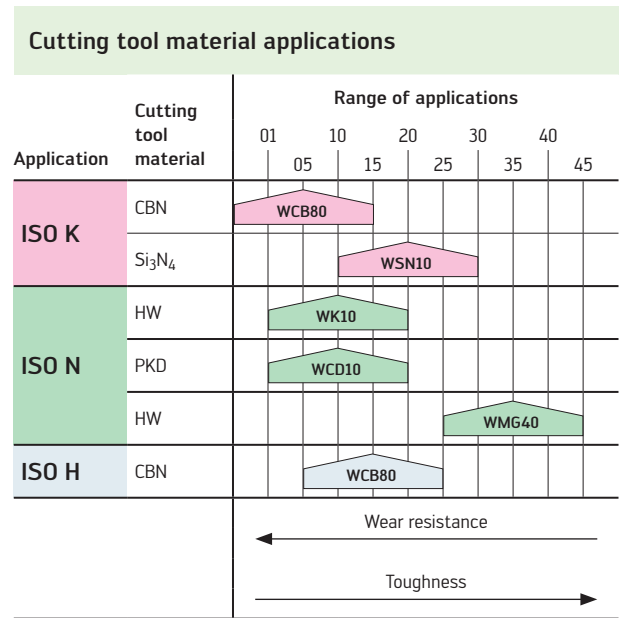 Cutting tool material applications
Application
Cutting
tool
material
Range of applications
01 10 20 30 40
05 15 25 35 45
ISO K
CBN
WCB80
Si₃N₄
WSN10
ISO N
HW
WK10
PKD
WCD10
HW
WMG40
ISO H
CBN
WCB80
Wear resistance
Toughness